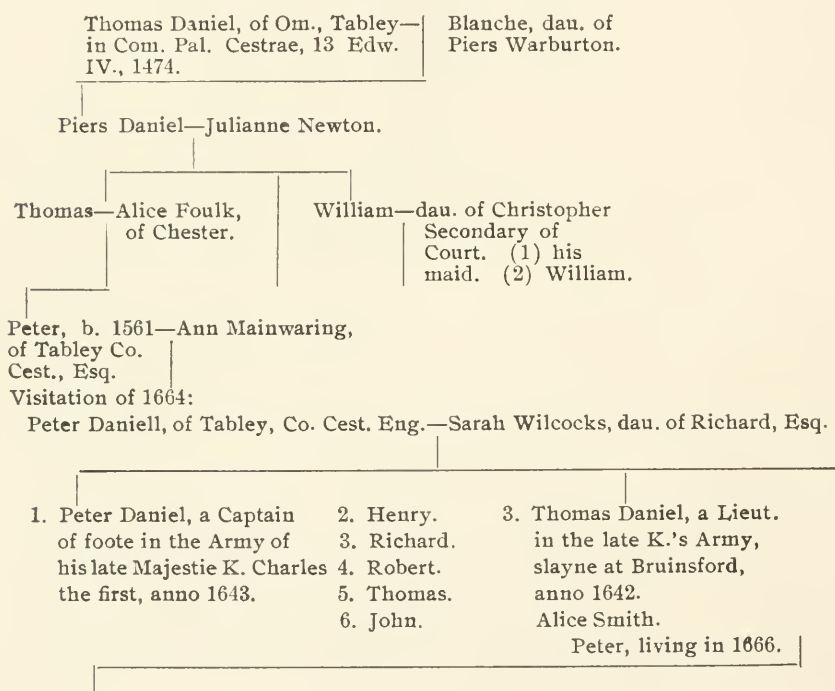 Thomas Daniel, of Om., Tabley—
in Com. Pal. Cestrae, 13 Edw.
IV., 1474.
Blanche, dau. of
Piers Warburton.
Piers Daniel—Julianne Newton.
Thomas—Alice Foulk,
of Chester.
William—dau. of Christopher
Secondary of
Court. (1) his
maid. (2) William.
Peter, b. 1561—Ann Mainwaring,
of Tabley Co.
Cest., Esq.
Visitation of 1664:
Peter Daniell, of Tabley, Co. Cest. Eng.—Sarah Wilcocks, dau. of Richard, Esq.
1. Peter Daniel, a Captain
of foote in the Army of
his late Majestie K. Charles
the first, anno 1643.
2. Henry.
3. Richard.
4. Robert.
5. Thomas.
6. John.
3. Thomas Daniel, a Lieut.
in the late K.'s Army,
slayne at Bruinsford,
anno 1642.
Alice Smith.
Peter, living in 1666.